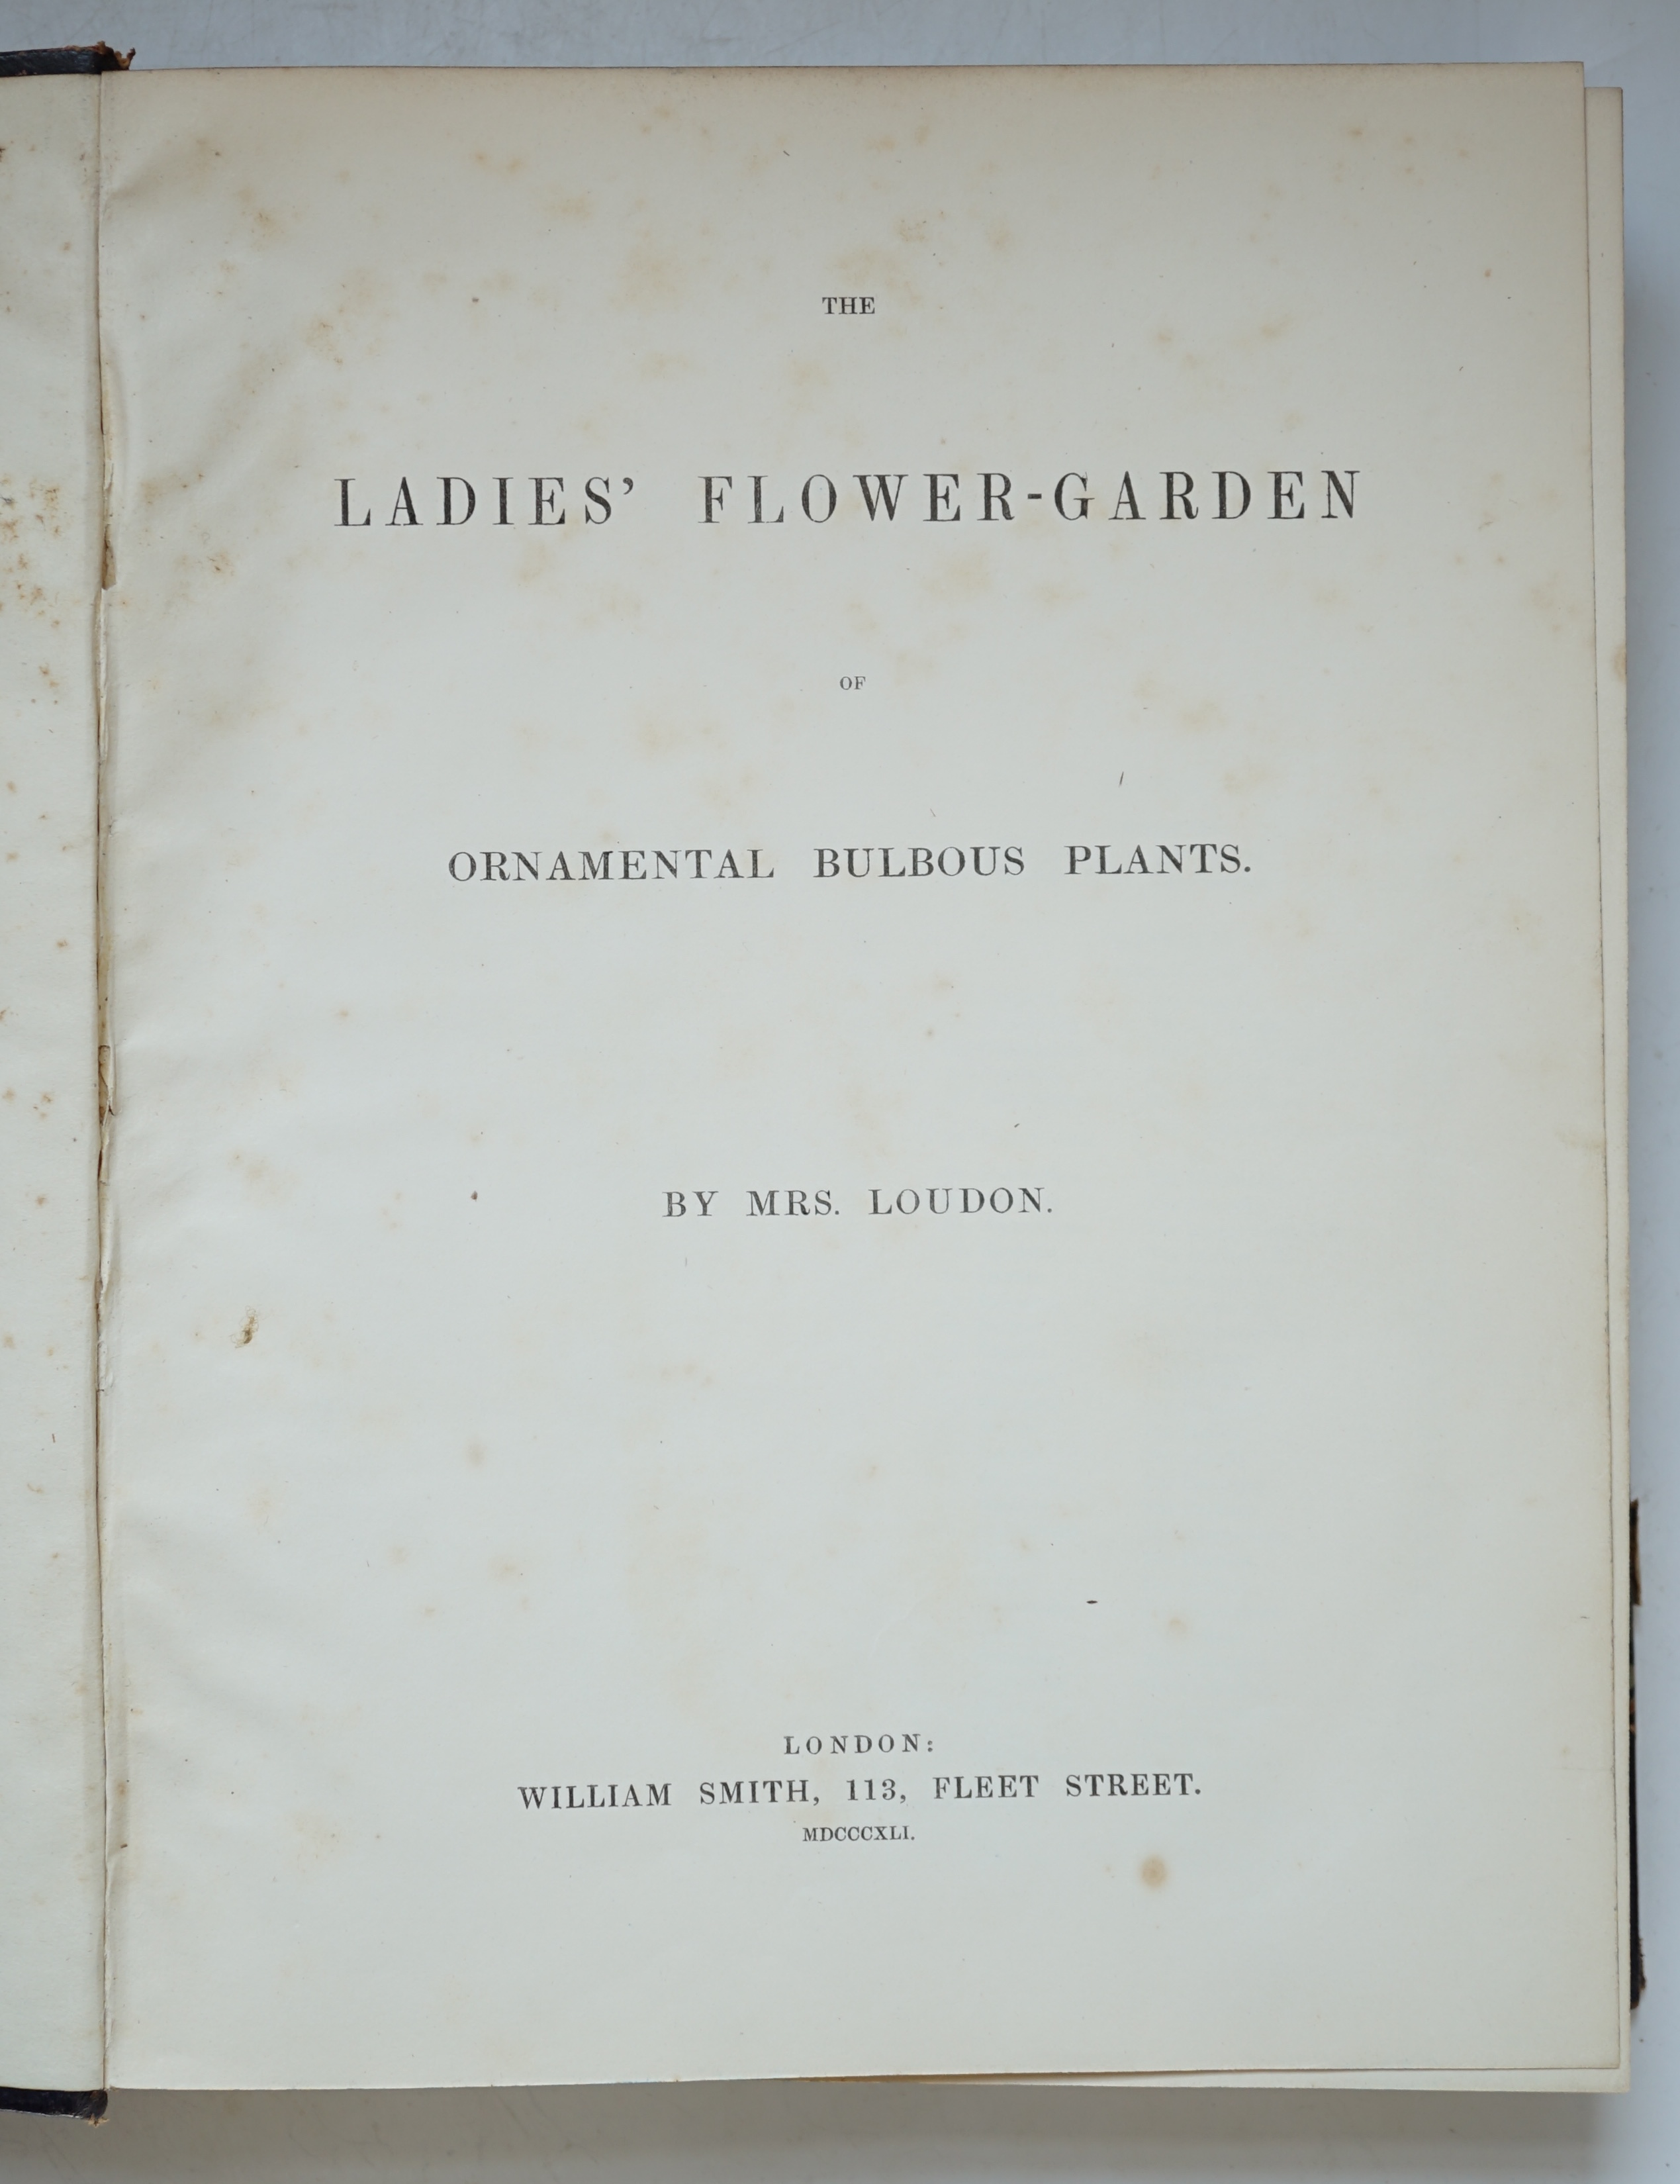 THE
LADIES’ FLOWER-GARDEN
OF
ORNAMENTAL BULBOUS PLANTS.
BY MRS. LOUDON.
LONDON:
WILLIAM SMITH, 113, FLEET STREET.
MDCCCXLI.